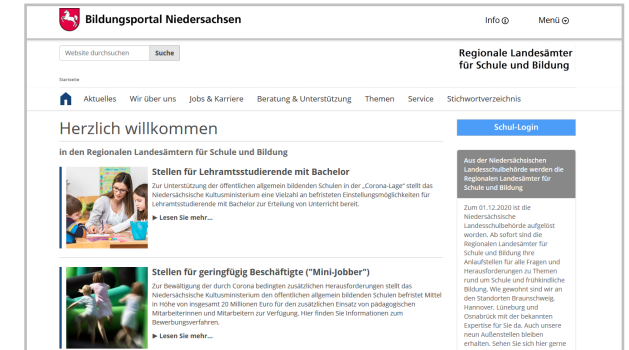 Bildungsportal Niedersachsen
Info
Menü
Website durchsuchen
Suche
Regionale Landesämter
für Schule und Bildung
Startseite
Aktuelles
Wir über uns
Jobs & Karriere
Beratung & Unterstützung
Themen
Service
Stichwortverzeichnis
Herzlich willkommen
in den Regionalen Landesämtern für Schule und Bildung
Stellen für Lehramtsstudierende mit Bachelor
Zur Unterstützung der öffentlichen allgemein bildenden Schulen in der „Corona-Lage" stellt das
Niedersächsische Kultusministerium eine Vielzahl an befristeten Einstellungsmöglichkeiten für
Lehramtsstudierende mit Bachelor zur Erteilung von Unterricht bereit.
▶ Lesen Sie mehr...
Stellen für geringfügig Beschäftigte ("Mini-Jobber")
Zur Bewältigung der durch Corona bedingten zusätzlichen Herausforderungen stellt das
Niedersächsische Kultusministerium den öffentlichen allgemein bildenden Schulen befristet Mittel
in Höhe von insgesamt 20 Millionen Euro für den zusätzlichen Einsatz von pädagogischen
Mitarbeiterinnen und Mitarbeitern zur Verfügung. Hier finden Sie Informationen zum
Bewerbungsverfahren.
▶ Lesen Sie mehr...
Schul-Login
Aus der Niedersächsischen
Landesschulbehörde werden die
Regionalen Landesämter für
Schule und Bildung
Zum 01.12.2020 ist die
Niedersächsische
Landesschulbehörde aufgelöst
worden. Ab sofort sind die
Regionalen Landesämter für
Schule und Bildung Ihre
Anlaufstellen für alle Fragen und
Herausforderungen zu Themen
rund um Schule und frühkindliche
Bildung. Wie gewohnt sind wir an
den Standorten Braunschweig,
Hannover, Lüneburg und
Osnabrück mit der bekannten
Expertise für Sie da. Auch unsere
neun Außenstellen bleiben
erhalten. Sehen Sie sich hier gerne